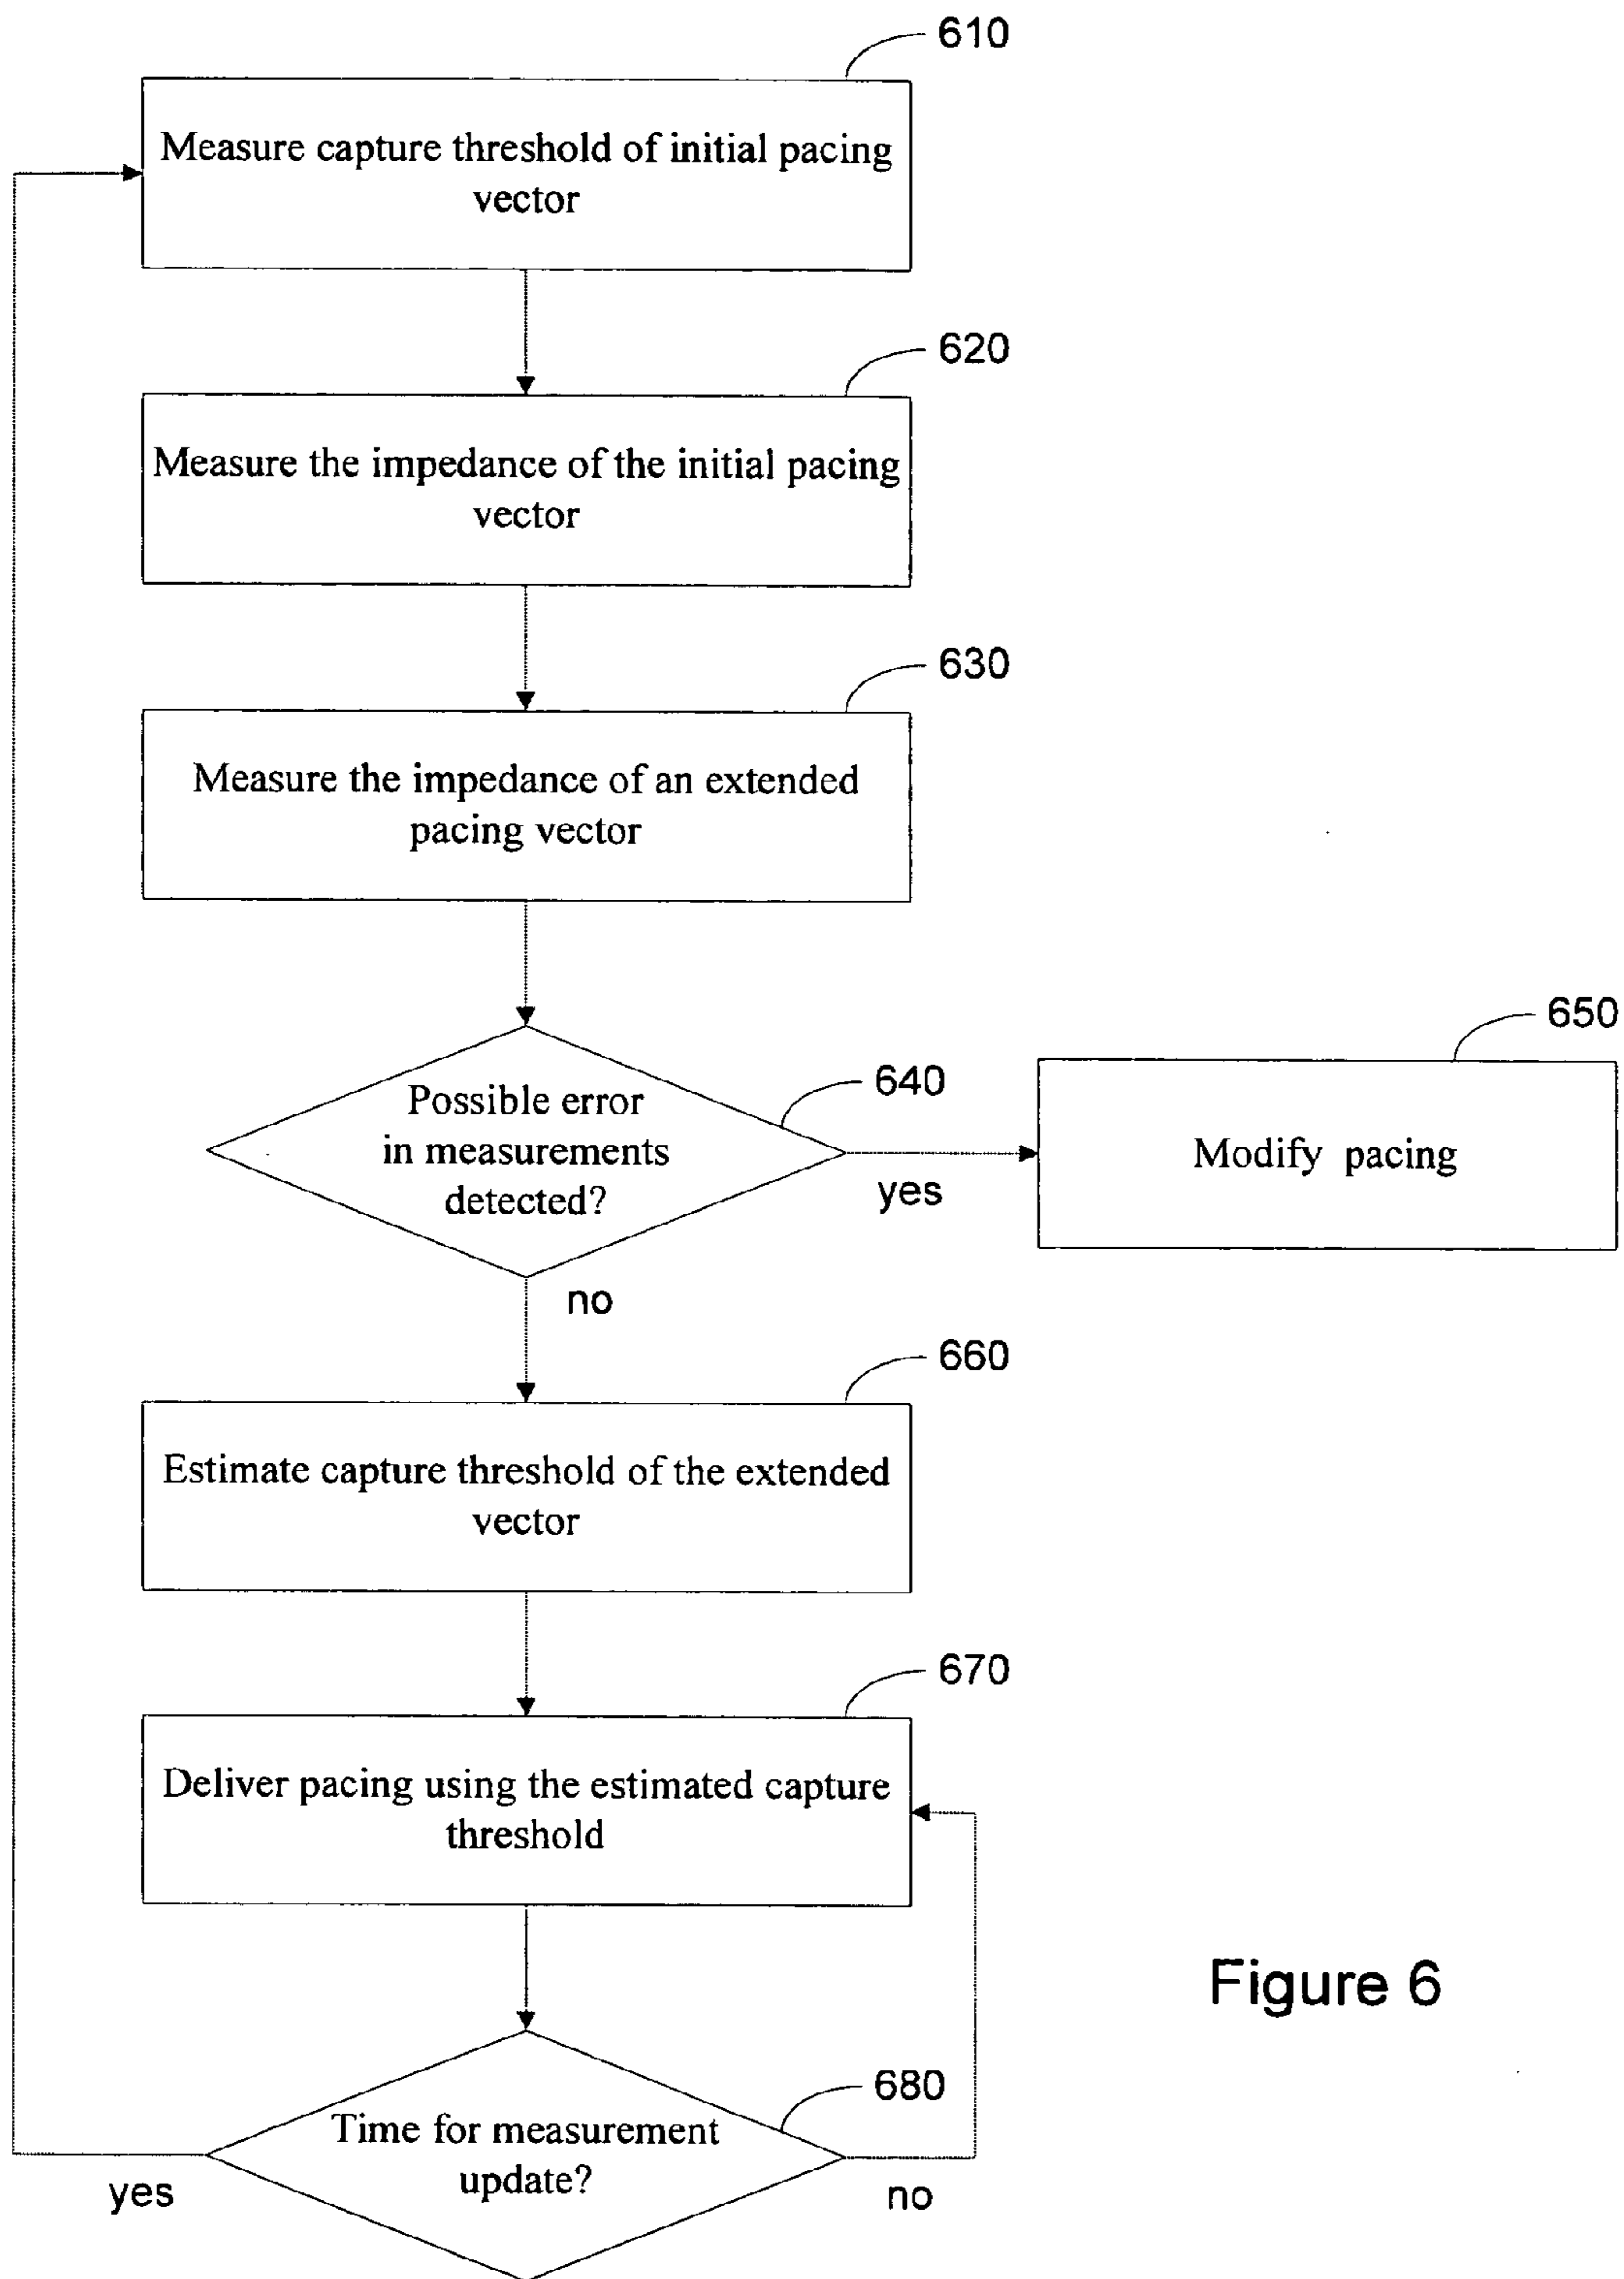 610
Measure capture threshold of initial pacing
vector
620
Measure the impedance of the initial pacing
vector
630
Measure the impedance of an extended
pacing vector
640
Possible error
in measurements
detected?
yes
no
650
Modify pacing
660
Estimate capture threshold of the extended
vector
670
Deliver pacing using the estimated capture
threshold
680
Time for measurement
update?
yes
no
Figure 6